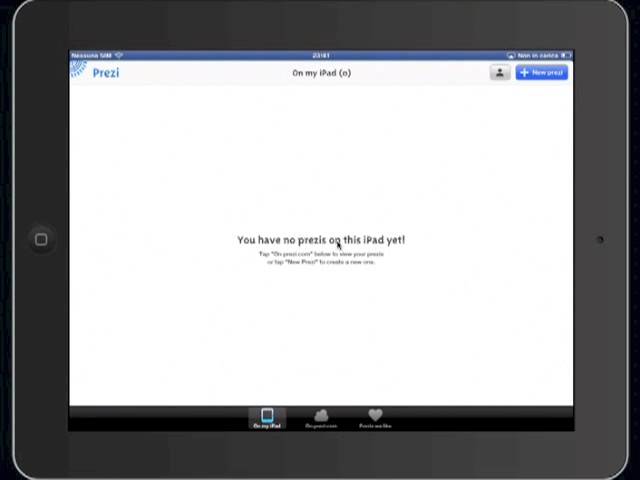 Nessuna SIM 23:41 Non in carica
Prezi On my iPad (0) New prezi
You have no prezis on this iPad yet!
Tap "On prezi.com" below to view your prezis
or tap "New Prezi" to create a new one.
On my iPad On prezi.com Prezis we like